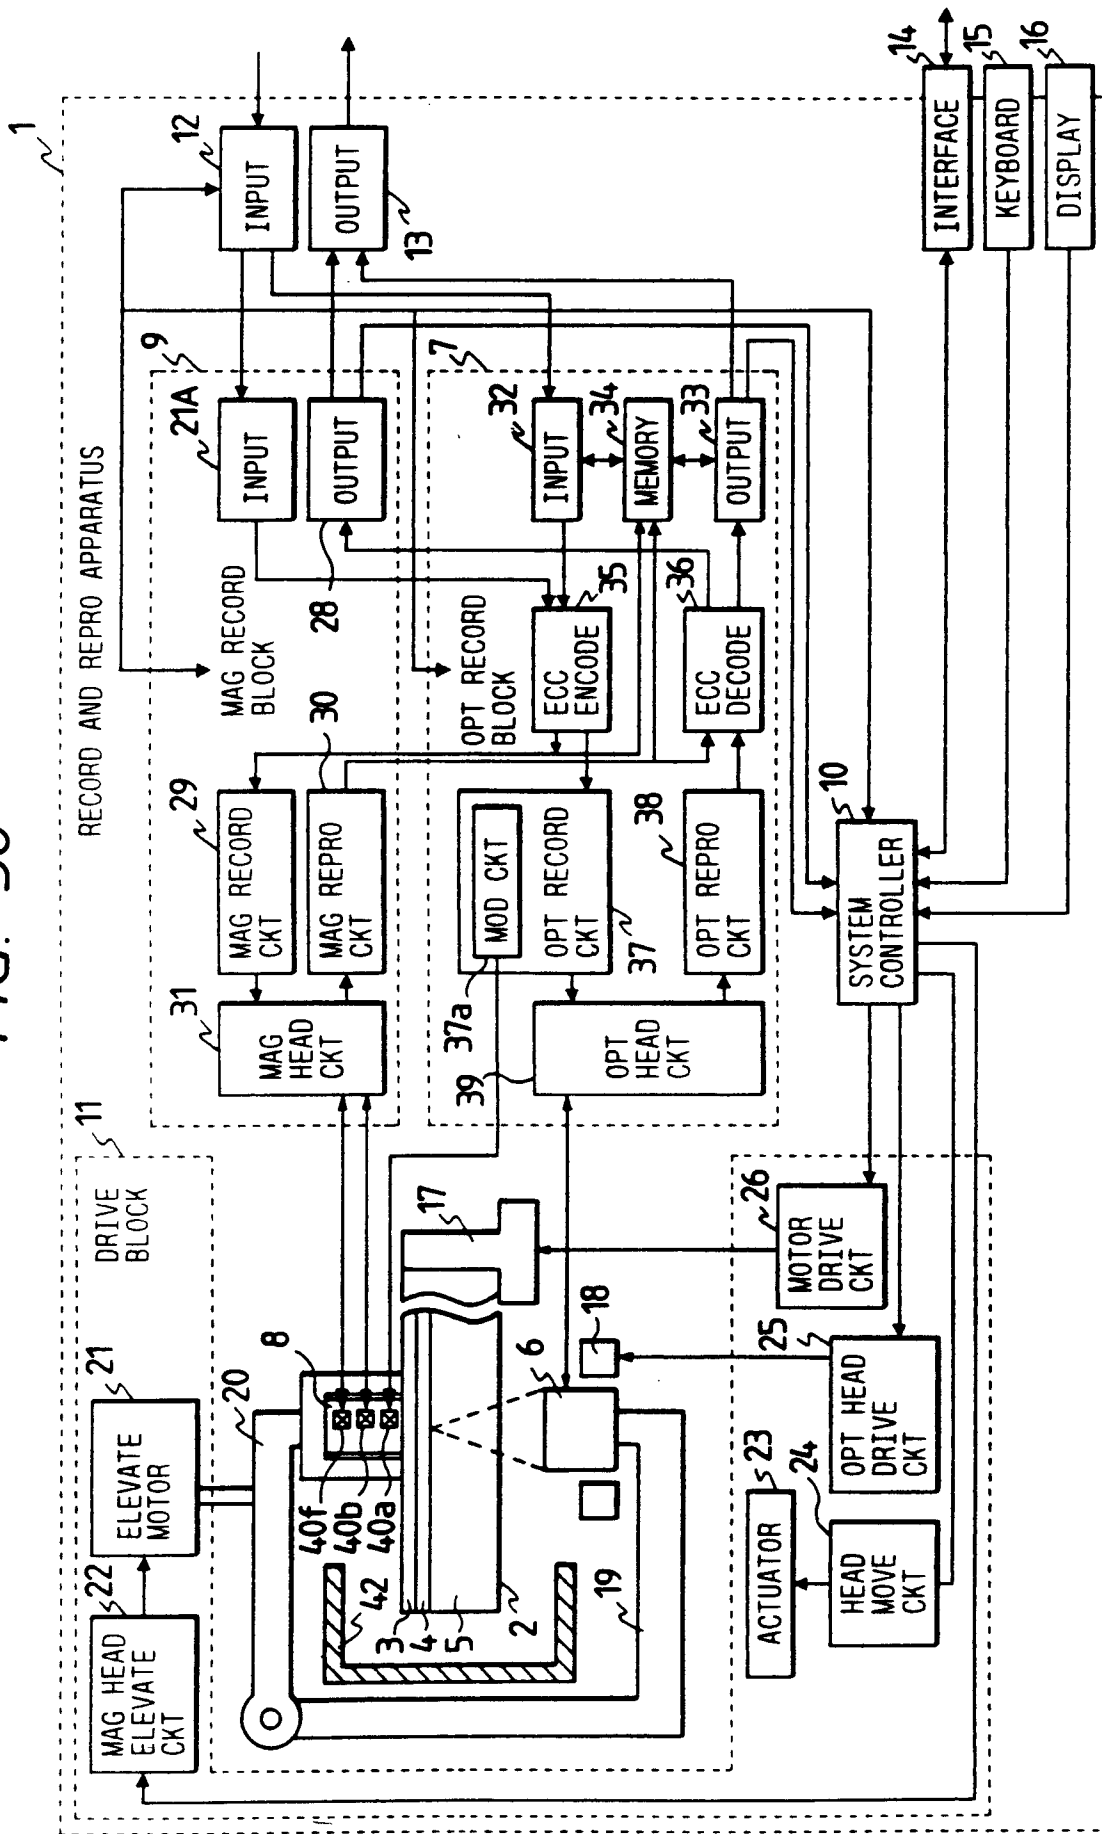 1
RECORD AND REPRO APPARATUS
11
DRIVE
BLOCK
22
MAG HEAD
ELEVATE
CKT
21
ELEVATE
MOTOR
20
8
40f
40b
40a
42
3
4
5
2
19
6
18
17
31
MAG HEAD
CKT
29
MAG RECORD
CKT
30
MAG REPRO
CKT
MAG RECORD
BLOCK
9
21A
INPUT
28
OUTPUT
12
INPUT
13
OUTPUT
7
OPT RECORD
BLOCK
32
INPUT
34
MEMORY
33
OUTPUT
35
ECC
ENCODE
36
ECC
DECODE
37a
MOD CKT
OPT RECORD
CKT
37
38
OPT REPRO
CKT
39
OPT
HEAD
CKT
10
SYSTEM
CONTROLLER
14
INTERFACE
15
KEYBOARD
16
DISPLAY
26
MOTOR
DRIVE
CKT
25
OPT HEAD
DRIVE
CKT
23
ACTUATOR
24
HEAD
MOVE
CKT